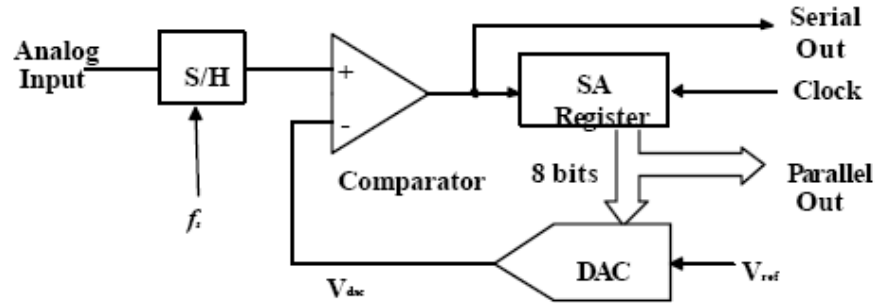 Serial
Out
Analog
Input
S/H
+
-
SA
Register
Clock
8 bits
Parallel
Out
Comparator
fs
DAC
Vdac
Vref